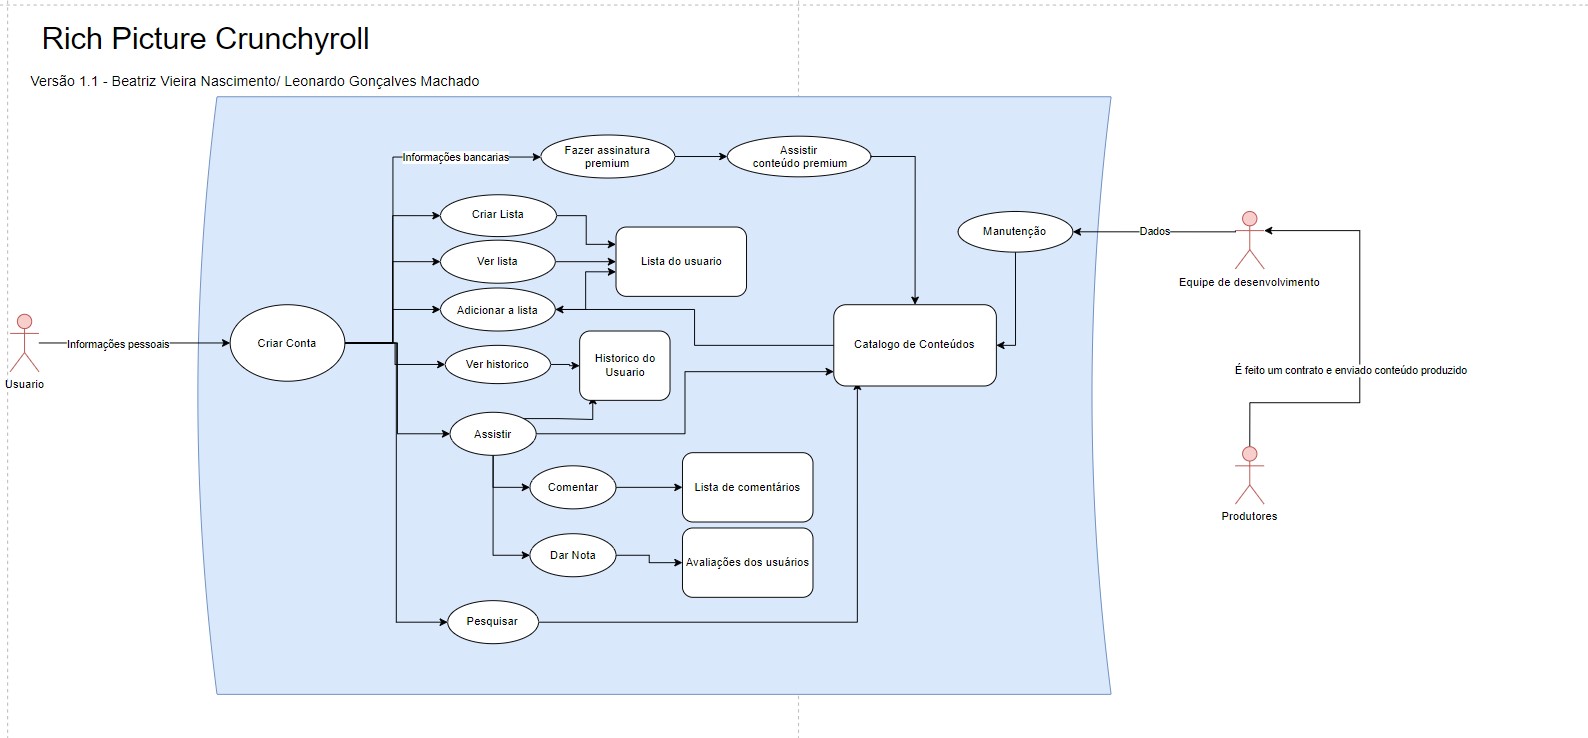 Rich Picture Crunchyroll
Versão 1.1 - Beatriz Vieira Nascimento/ Leonardo Gonçalves Machado
Informações bancarias
Fazer assinatura
premium
Assistir
conteúdo premium
Criar Lista
Ver lista
Lista do usuario
Adicionar a lista
Manutenção
Dados
Equipe de desenvolvimento
Usuario
Informações pessoais
Criar Conta
Ver historico
Historico do
Usuario
Catalogo de Conteúdos
É feito um contrato e enviado conteúdo produzido
Assistir
Comentar
Lista de comentários
Produtores
Dar Nota
Avaliações dos usuários
Pesquisar